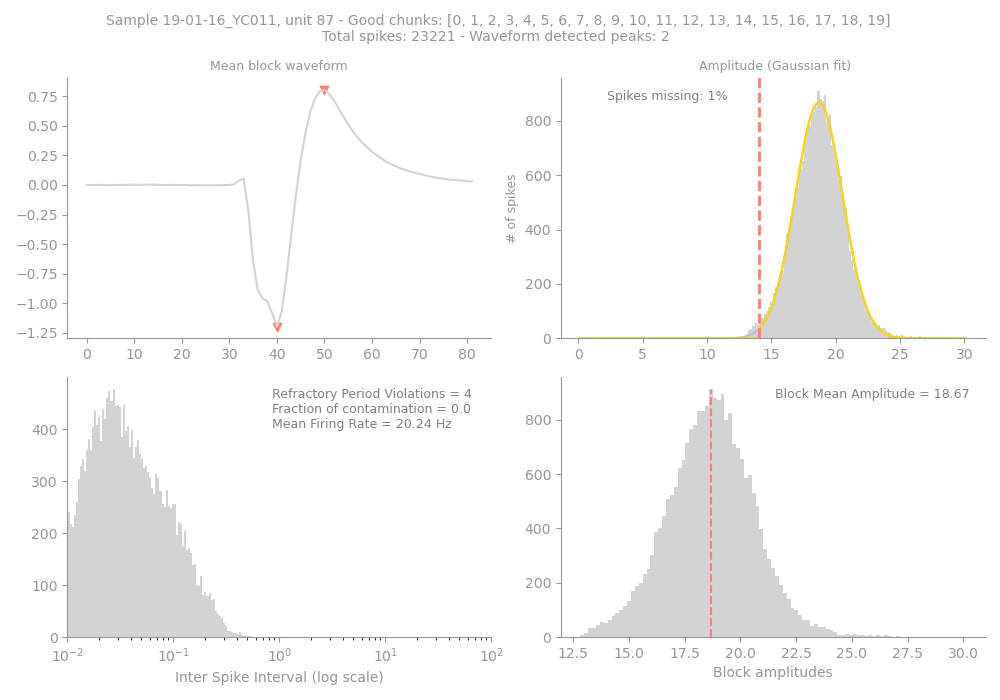 Sample 19-01-16_YC011, unit 87 - Good chunks: [0, 1, 2, 3, 4, 5, 6, 7, 8, 9, 10, 11, 12, 13, 14, 15, 16, 17, 18, 19]
Total spikes: 23221 - Waveform detected peaks: 2
Mean block waveform
0.75
0.50
0.25
0.00
−0.25
−0.50
−0.75
−1.00
−1.25
0 10 20 30 40 50 60 70 80
Amplitude (Gaussian fit)
Spikes missing: 1%
# of spikes
800
600
400
200
0
0 5 10 15 20 25 30
Refractory Period Violations = 4
Fraction of contamination = 0.0
Mean Firing Rate = 20.24 Hz
400
300
200
100
0
10⁻² 10⁻¹ 10⁰ 10¹ 10²
Inter Spike Interval (log scale)
Block Mean Amplitude = 18.67
800
600
400
200
0
12.5 15.0 17.5 20.0 22.5 25.0 27.5 30.0
Block amplitudes